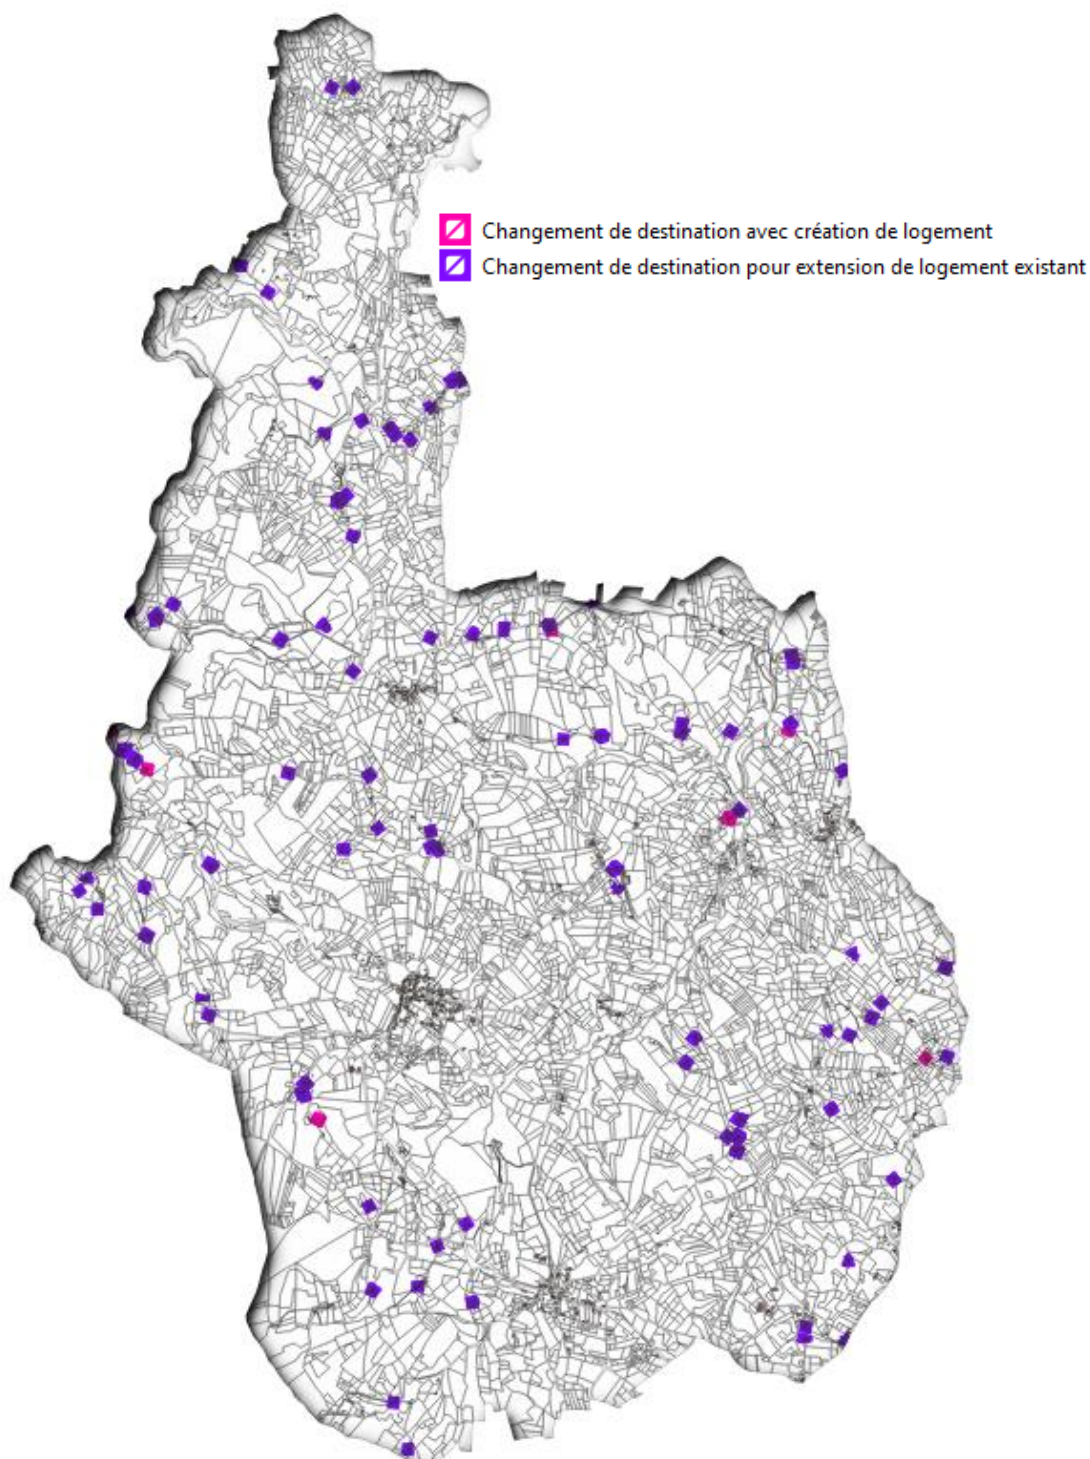 Changement de destination avec création de logement
Changement de destination pour extension de logement existant